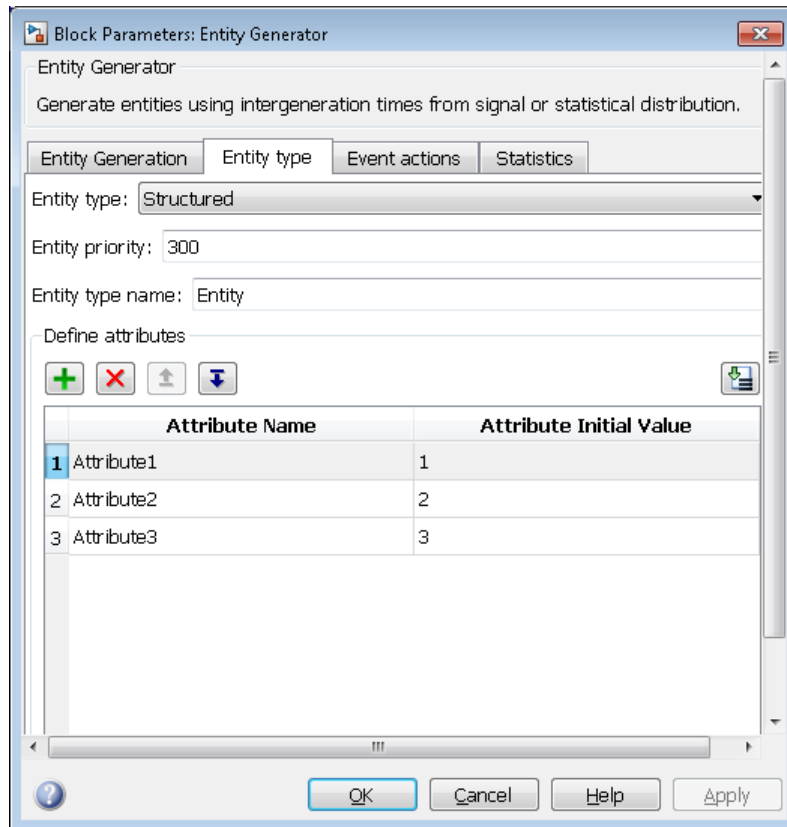 Block Parameters: Entity Generator
Entity Generator
Generate entities using intergeneration times from signal or statistical distribution.
Entity Generation Entity type Event actions Statistics
Entity type: Structured
Entity priority: 300
Entity type name: Entity
Define attributes
Attribute Name Attribute Initial Value
1 Attribute1 1
2 Attribute2 2
3 Attribute3 3
OK Cancel Help Apply